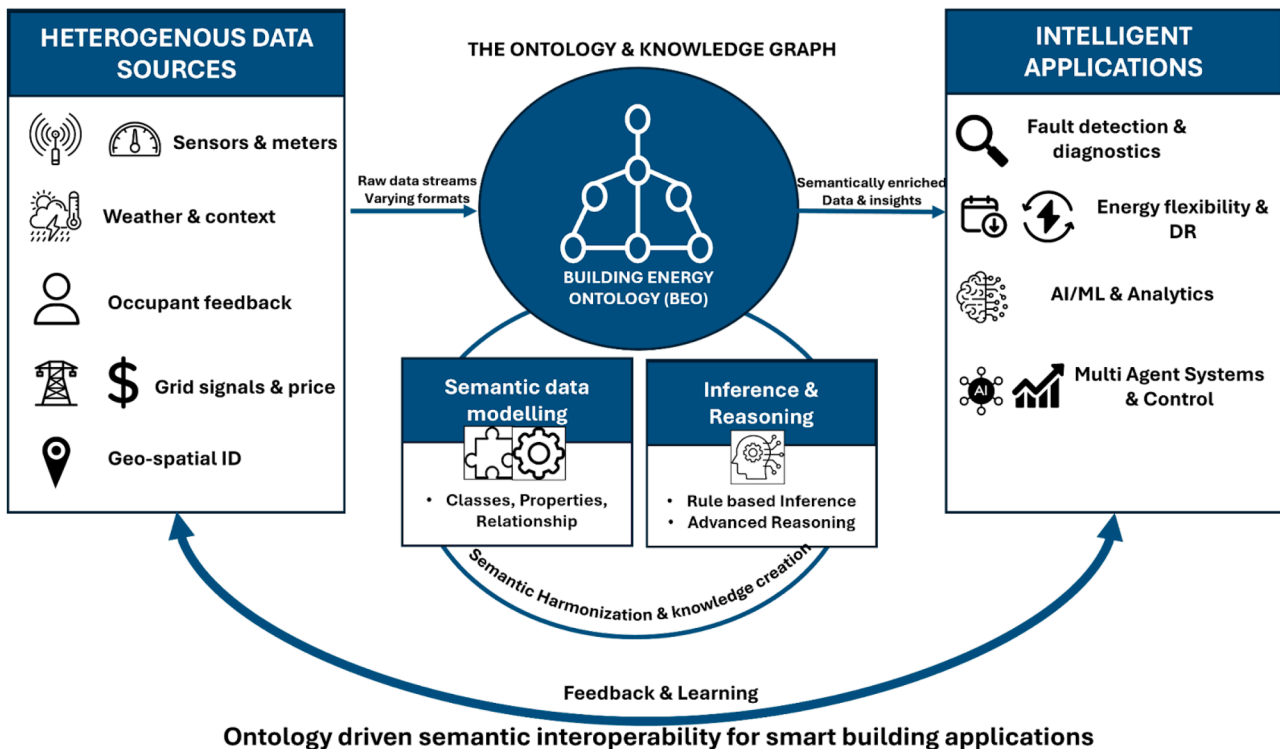 HETEROGENOUS DATA
SOURCES
Sensors & meters
Weather & context
Occupant feedback
$ Grid signals & price
Geo-spatial ID
Raw data streams
Varying formats
THE ONTOLOGY & KNOWLEDGE GRAPH
BUILDING ENERGY
ONTOLOGY (BEO)
Semantic data
modelling
• Classes, Properties,
Relationship
Inference &
Reasoning
• Rule based Inference
• Advanced Reasoning
Semantic Harmonization & knowledge creation
Semantically enriched
Data & insights
INTELLIGENT
APPLICATIONS
Fault detection &
diagnostics
Energy flexibility &
DR
AI/ML & Analytics
AI
Multi Agent Systems
& Control
Feedback & Learning
Ontology driven semantic interoperability for smart building applications